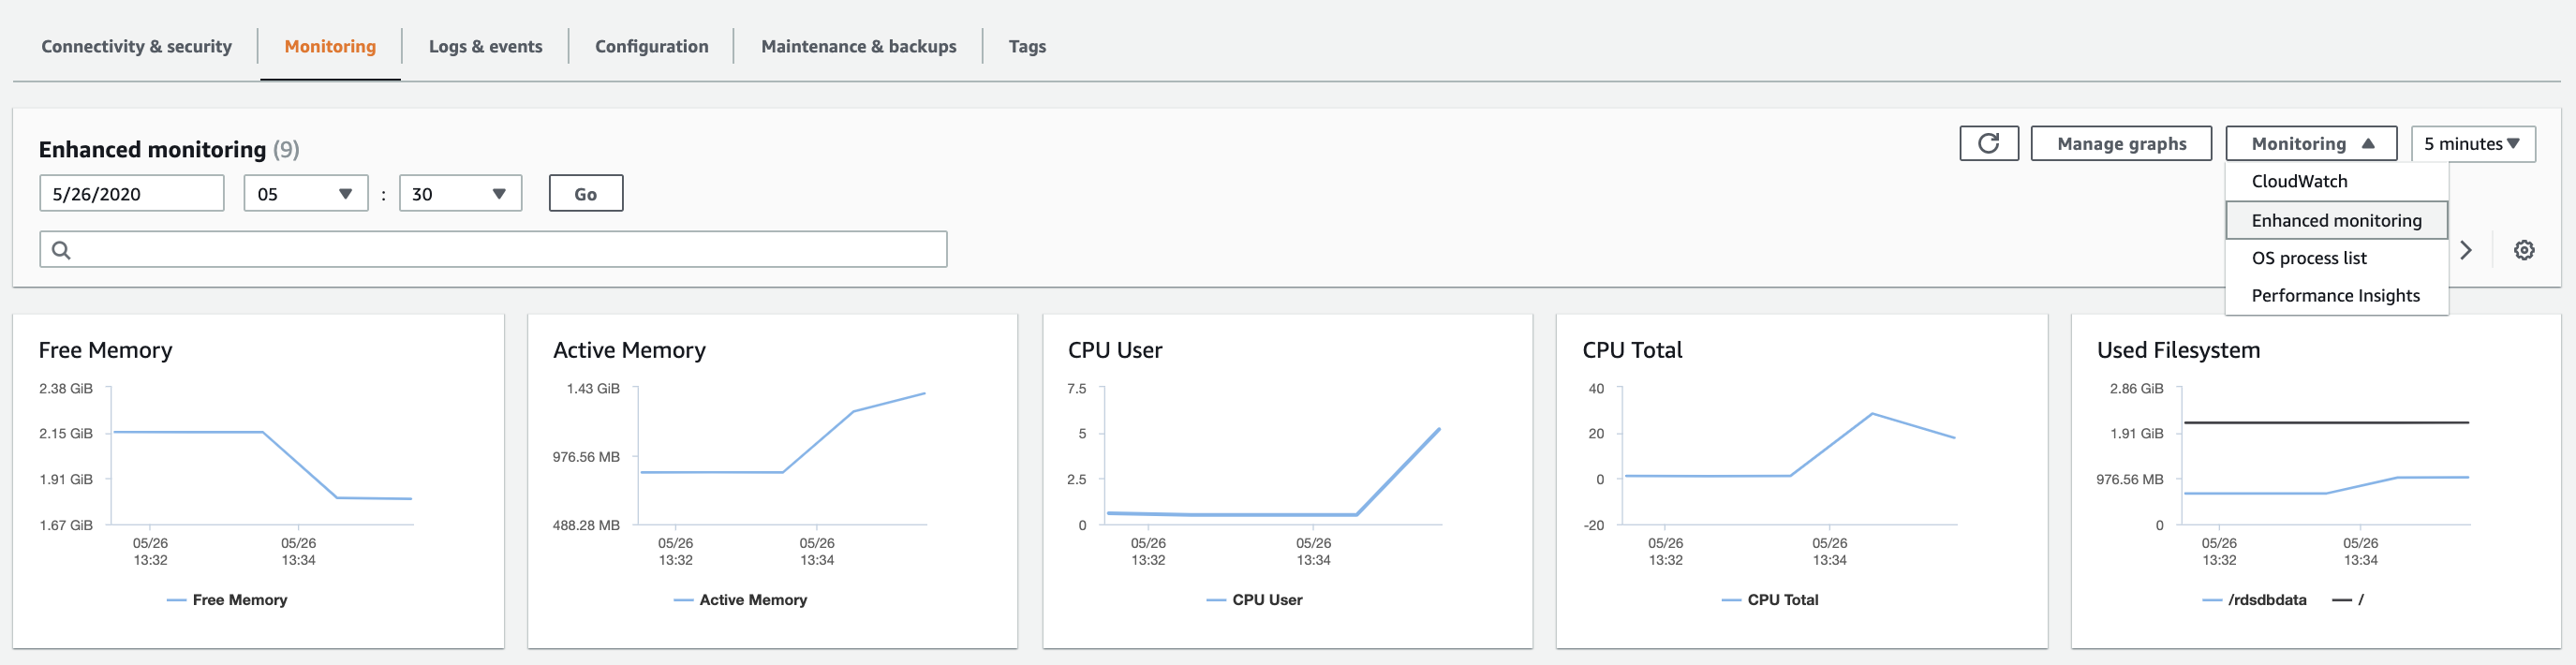 Connectivity & security
Monitoring
Logs & events
Configuration
Maintenance & backups
Tags
Enhanced monitoring (9)
Manage graphs
Monitoring
5 minutes
5/26/2020
05
:
30
Go
CloudWatch
Enhanced monitoring
OS process list
Performance Insights
Free Memory
2.38 GiB
2.15 GiB
1.91 GiB
1.67 GiB
05/26
13:32
05/26
13:34
Free Memory
Active Memory
1.43 GiB
976.56 MB
488.28 MB
05/26
13:32
05/26
13:34
Active Memory
CPU User
7.5
5
2.5
0
05/26
13:32
05/26
13:34
CPU User
CPU Total
40
20
0
-20
05/26
13:32
05/26
13:34
CPU Total
Used Filesystem
2.86 GiB
1.91 GiB
976.56 MB
0
05/26
13:32
05/26
13:34
/rdsdbdata
/